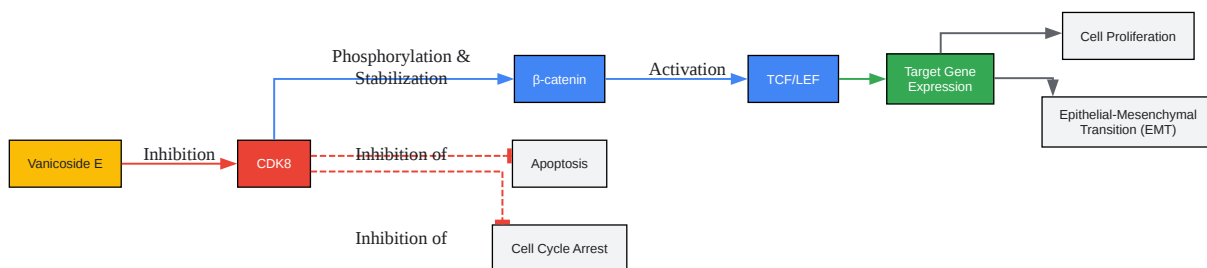 Cell Proliferation
Phosphorylation &
Stabilization
β-catenin
Activation
TCF/LEF
Target Gene
Expression
Epithelial-Mesenchymal
Transition (EMT)
Vanicoside E
Inhibition
CDK8
Inhibition of
Apoptosis
Inhibition of
Cell Cycle Arrest